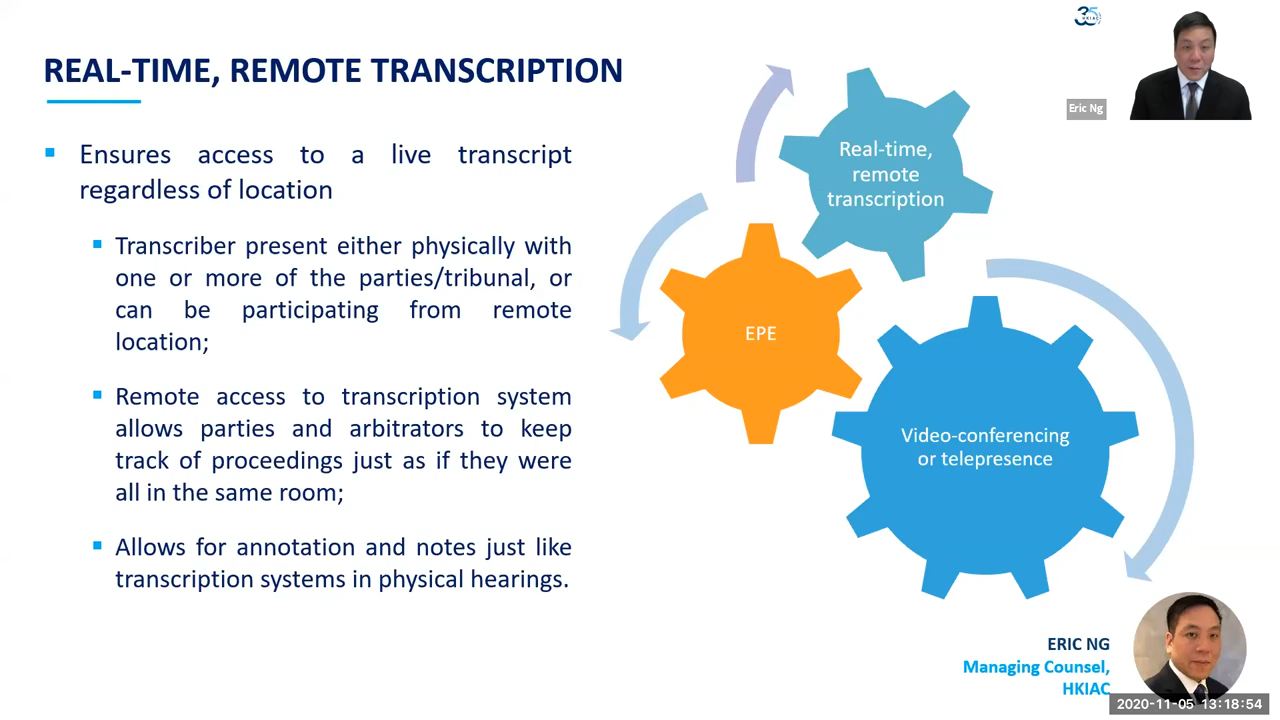 35
HKIAC
Eric Ng
REAL-TIME, REMOTE TRANSCRIPTION
Ensures access to a live transcript
regardless of location
Transcriber present either physically with
one or more of the parties/tribunal, or
can be participating from remote
location;
Remote access to transcription system
allows parties and arbitrators to keep
track of proceedings just as if they were
all in the same room;
Allows for annotation and notes just like
transcription systems in physical hearings.
Real-time,
remote
transcription
EPE
Video-conferencing
or telepresence
ERIC NG
Managing Counsel,
HKIAC
2020-11-05 13:18:54